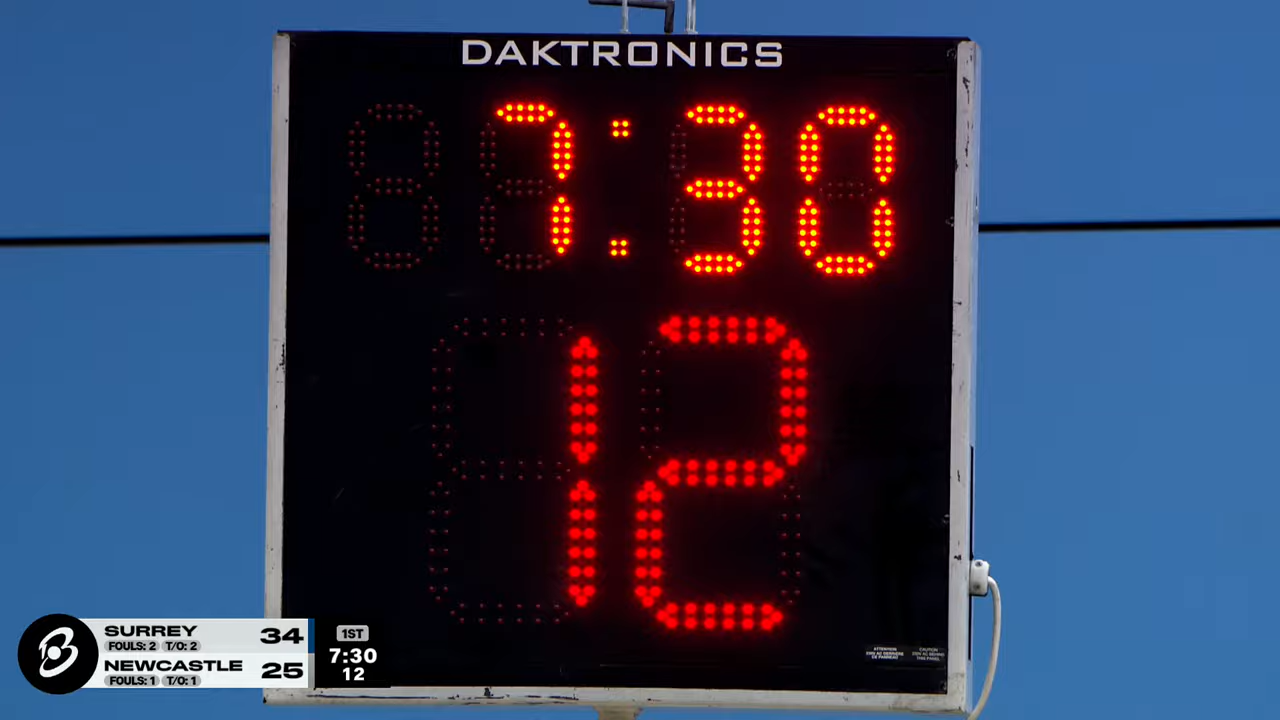 DAKTRONICS
7:30
12
SURREY 34
FOULS: 2 T/O: 2
NEWCASTLE 25
FOULS: 1 T/O: 1
1ST
7:30
12